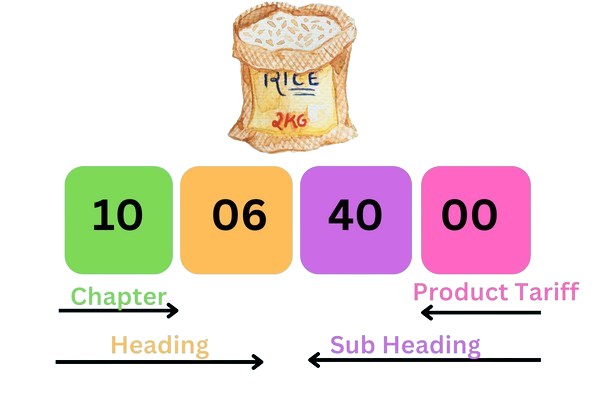 RICE
2KG
10 06 40 00
Chapter
Product Tariff
Heading
Sub Heading